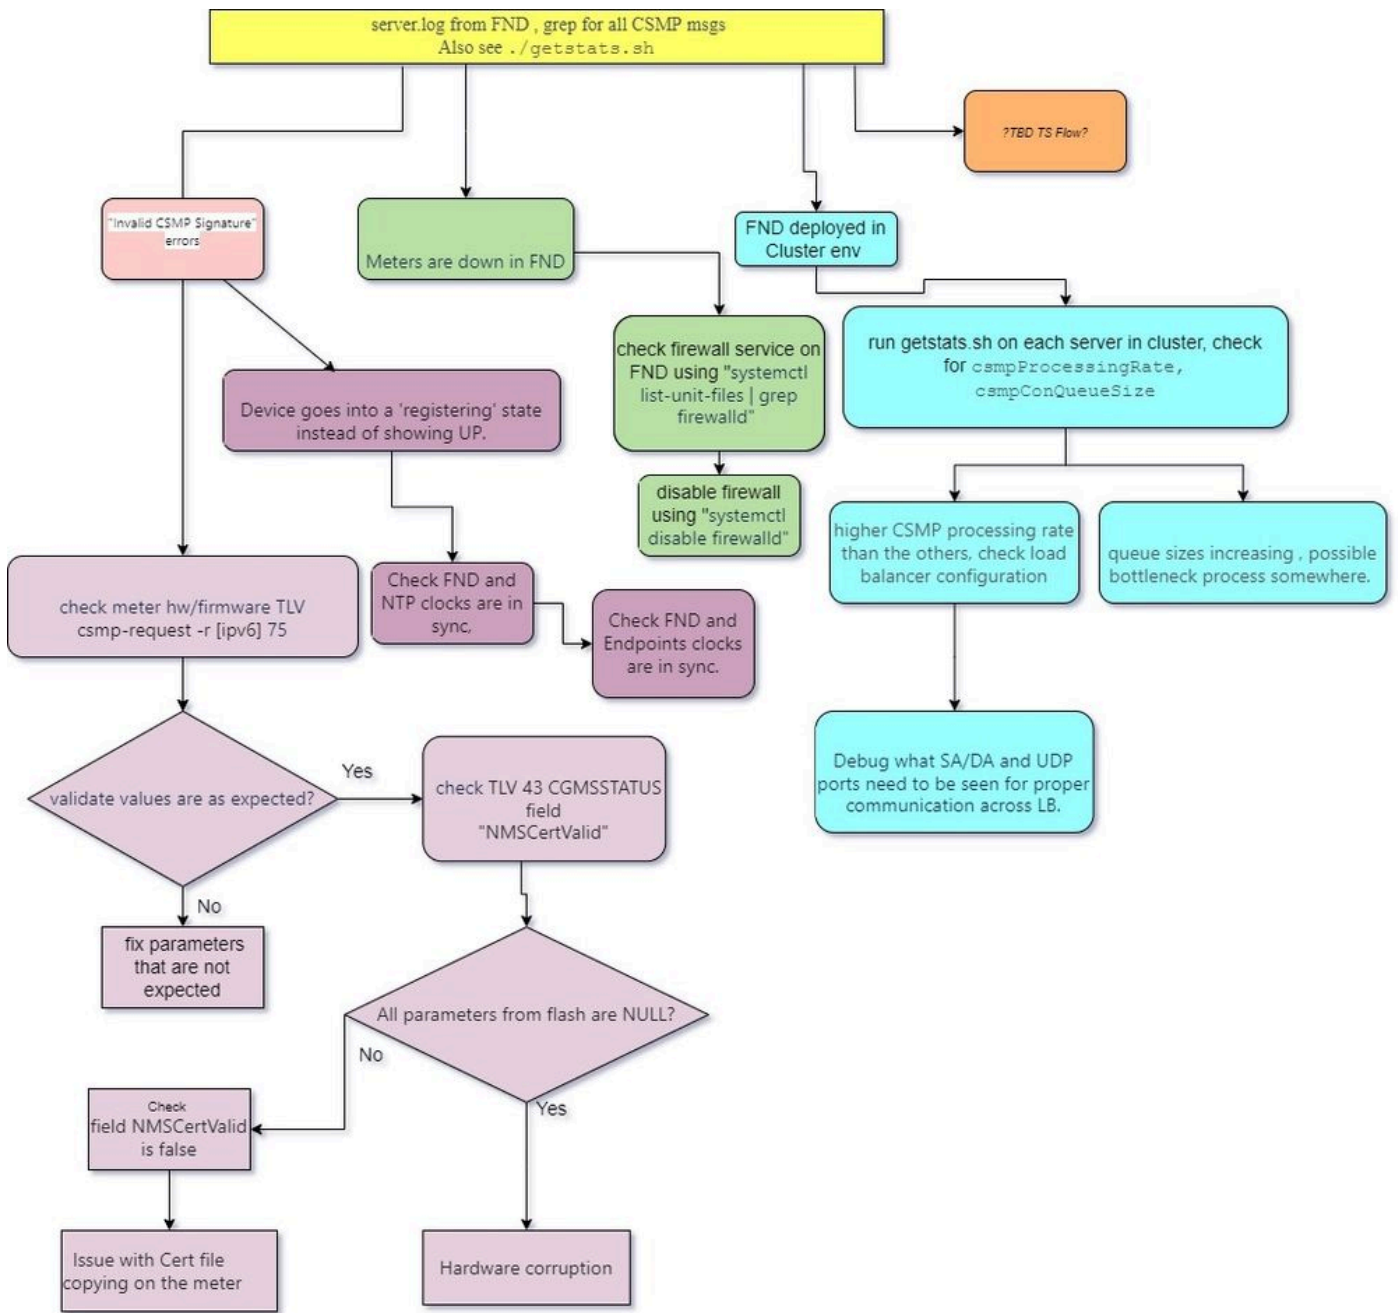 server.log from FND , grep for all CSMP msgs
Also see ./getstats.sh
?TBD TS Flow?
"Invalid CSMP Signature"
errors
Meters are down in FND
FND deployed in
Cluster env
check firewall service on
FND using "systemctl
list-unit-files | grep
firewalld"
run getstats.sh on each server in cluster, check
for csmpProcessingRate,
csmpConQueueSize
Device goes into a 'registering' state
instead of showing UP.
disable firewall
using "systemctl
disable firewalld"
higher CSMP processing rate
than the others, check load
balancer configuration
queue sizes increasing , possible
bottleneck process somewhere.
check meter hw/firmware TLV
csmp-request -r [ipv6] 75
Check FND and
NTP clocks are in
sync,
Check FND and
Endpoints clocks
are in sync.
Debug what SA/DA and UDP
ports need to be seen for proper
communication across LB.
validate values are as expected?
Yes
check TLV 43 CGMSSTATUS
field
"NMSCertValid"
No
fix parameters
that are not
expected
All parameters from flash are NULL?
No
Yes
Check
field NMSCertValid
is false
Issue with Cert file
copying on the meter
Hardware corruption